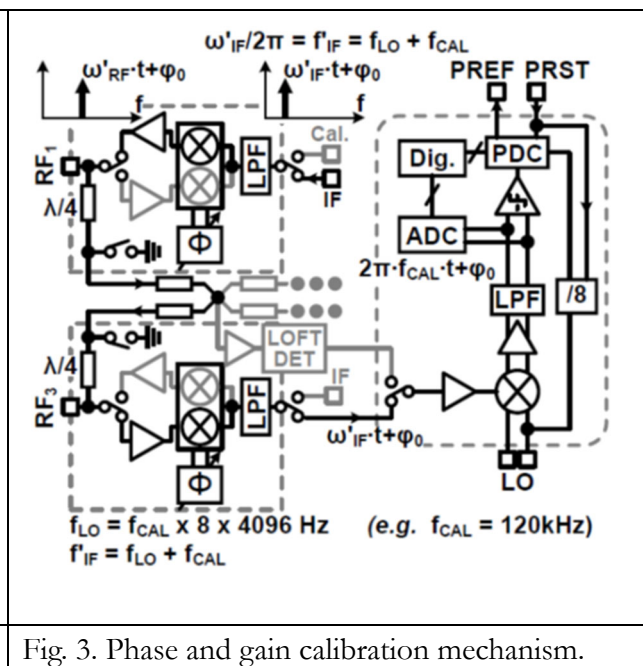 ω'IF/2π = f'IF = fLO + fCAL
ω'RF·t+φ0
ω'IF·t+φ0
PREF PRST
f
f
Cal.
RF1
LPF
IF
Dig.
PDC
λ/4
Φ
ADC
2π·fCAL·t+φ0
LPF
/8
LOFT
DET
λ/4
IF
RF3
LPF
ω'IF·t+φ0
Φ
LO
fLO = fCAL x 8 x 4096 Hz (e.g. fCAL = 120kHz)
f'IF = fLO + fCAL
Fig. 3. Phase and gain calibration mechanism.